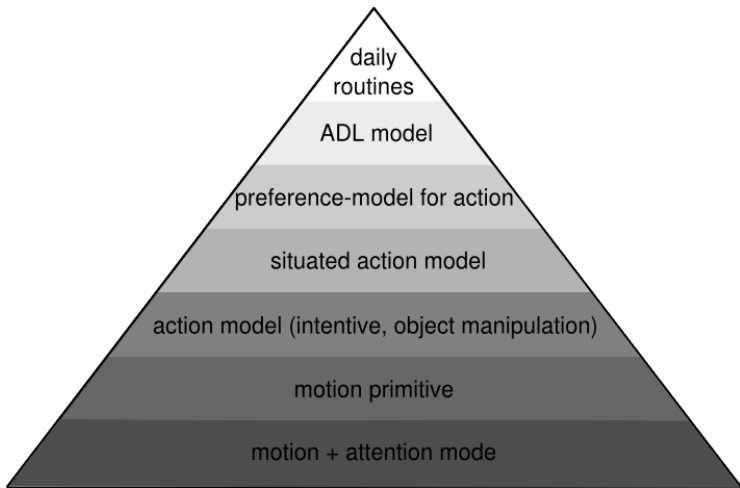 daily
routines
ADL model
preference-model for action
situated action model
action model (intentive, object manipulation)
motion primitive
motion + attention mode